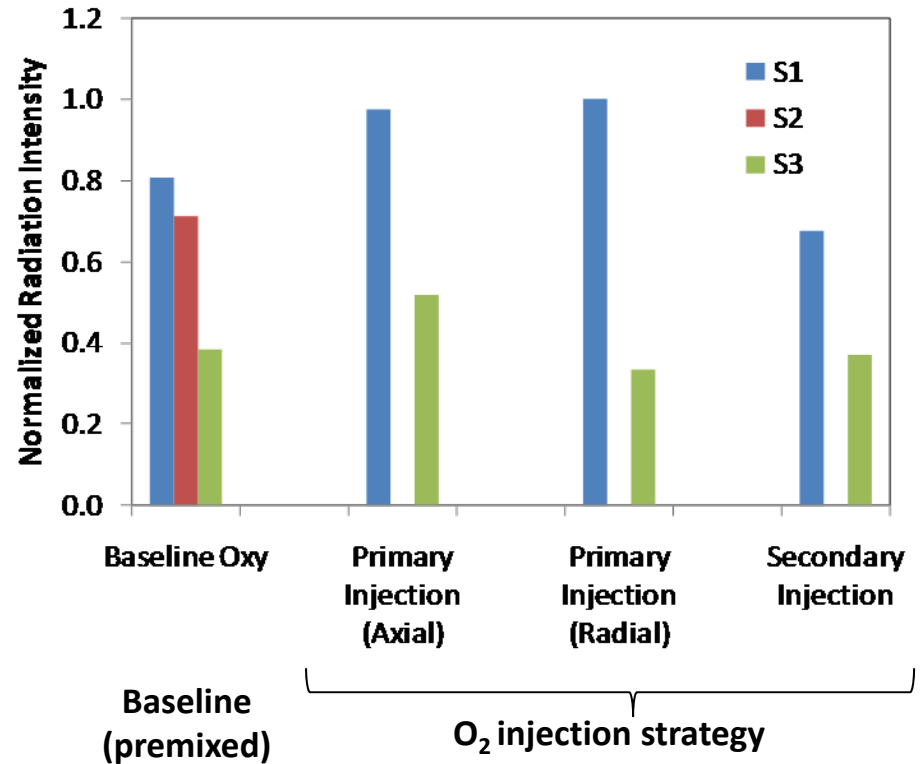 Normalized Radiation Intensity
1.2
1.0
0.8
0.6
0.4
0.2
0.0
S1
S2
S3
Baseline Oxy
Primary
Injection
(Axial)
Primary
Injection
(Radial)
Secondary
Injection
Baseline
(premixed)
O₂ injection strategy